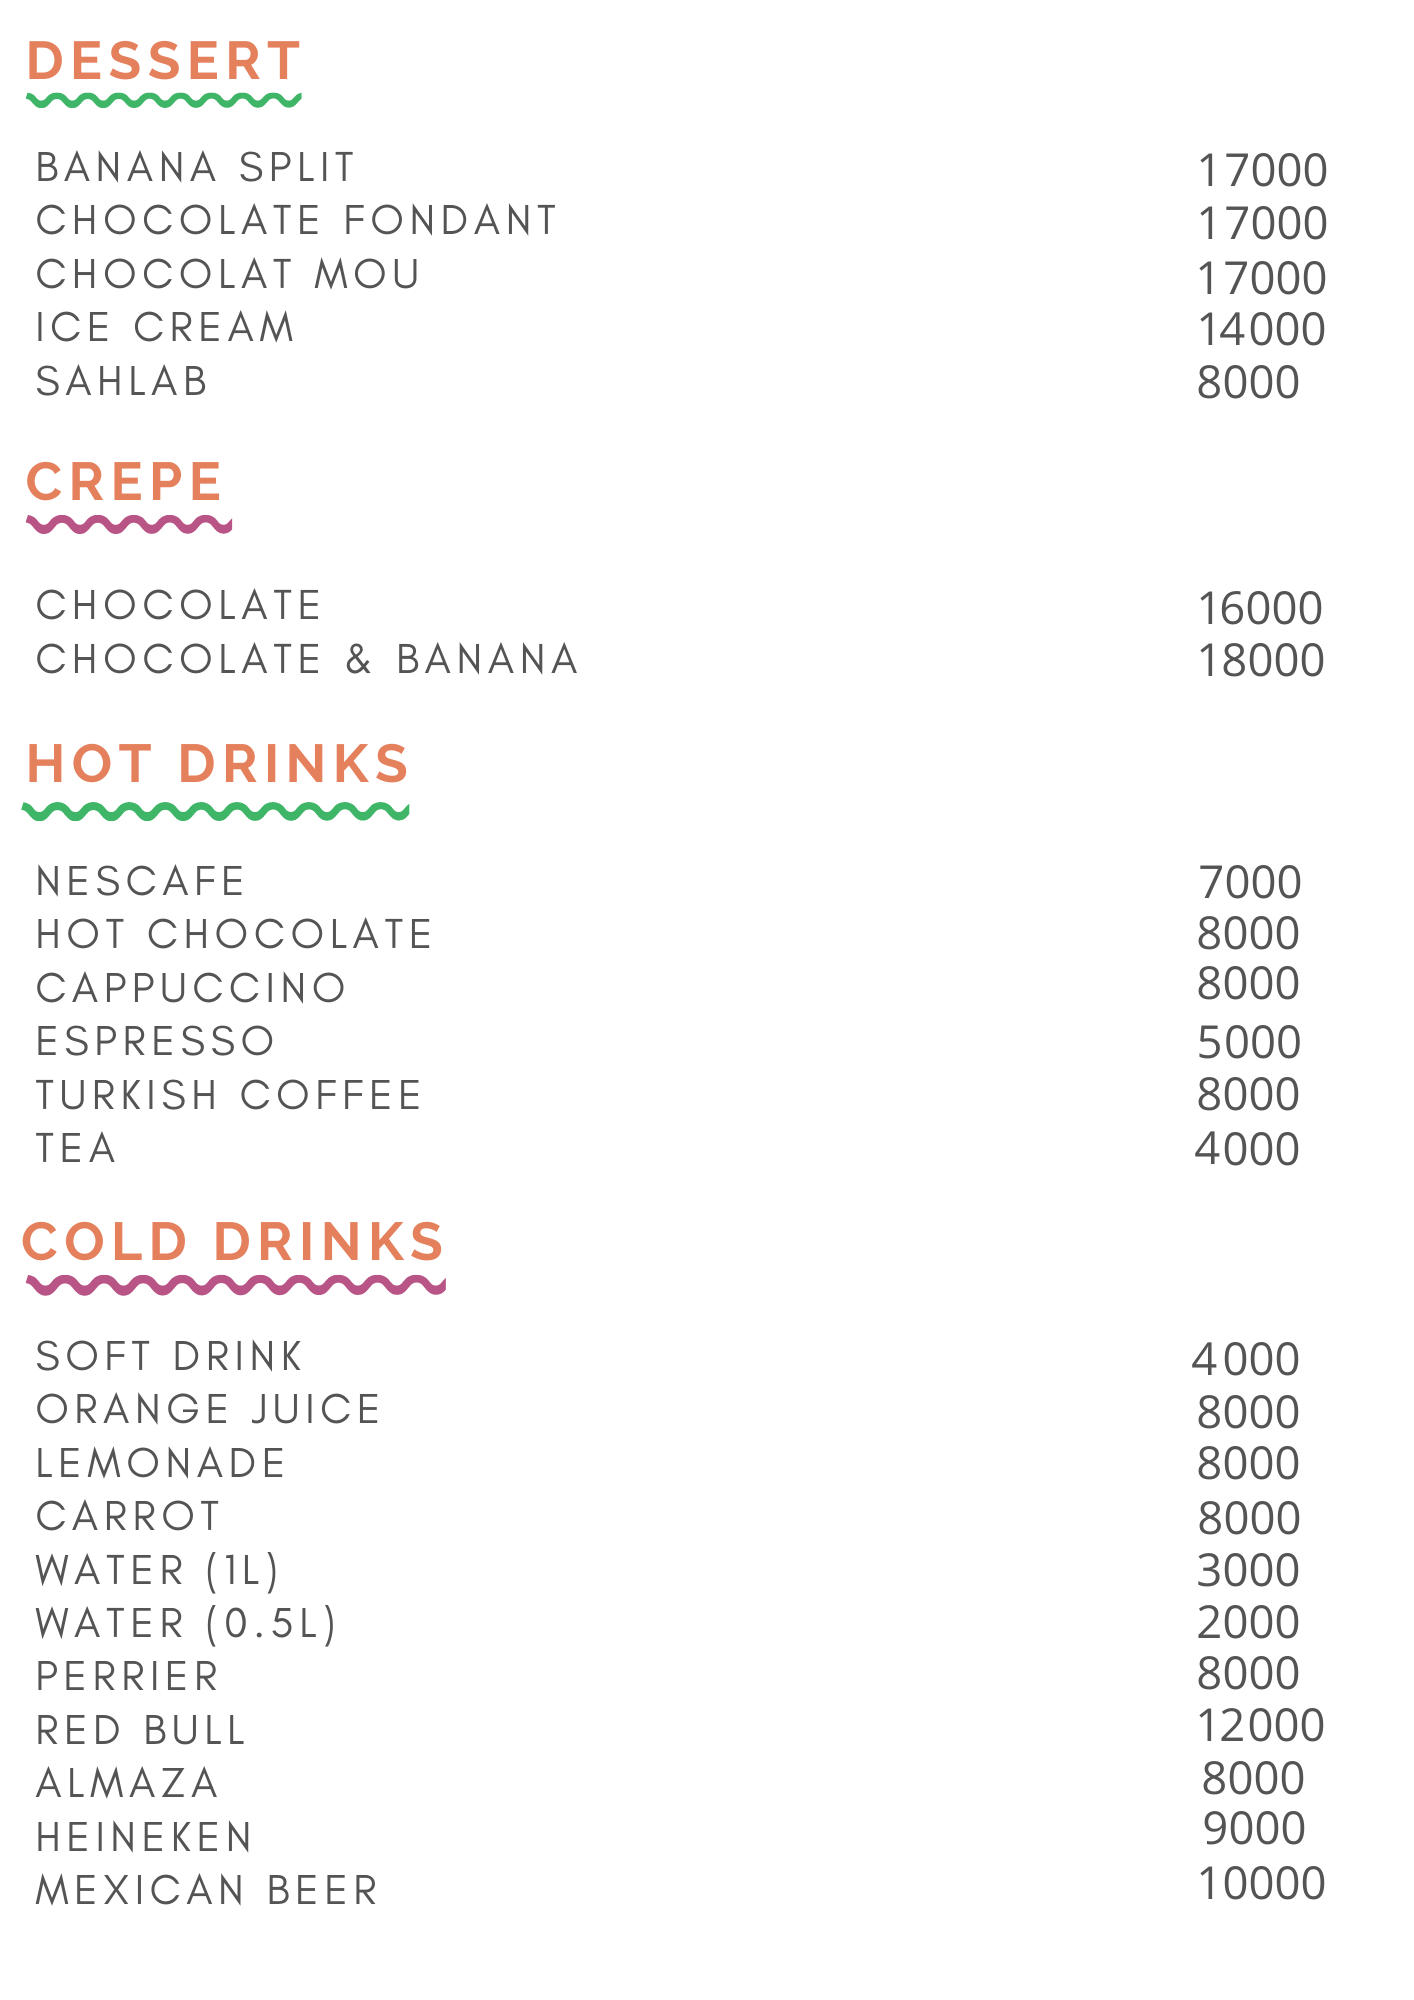 DESSERT
BANANA SPLIT 17000
CHOCOLATE FONDANT 17000
CHOCOLAT MOU 17000
ICE CREAM 14000
SAHLAB 8000
CREPE
CHOCOLATE 16000
CHOCOLATE & BANANA 18000
HOT DRINKS
NESCAFE 7000
HOT CHOCOLATE 8000
CAPPUCCINO 8000
ESPRESSO 5000
TURKISH COFFEE 8000
TEA 4000
COLD DRINKS
SOFT DRINK 4000
ORANGE JUICE 8000
LEMONADE 8000
CARROT 8000
WATER (1L) 3000
WATER (0.5L) 2000
PERRIER 8000
RED BULL 12000
ALMAZA 8000
HEINEKEN 9000
MEXICAN BEER 10000